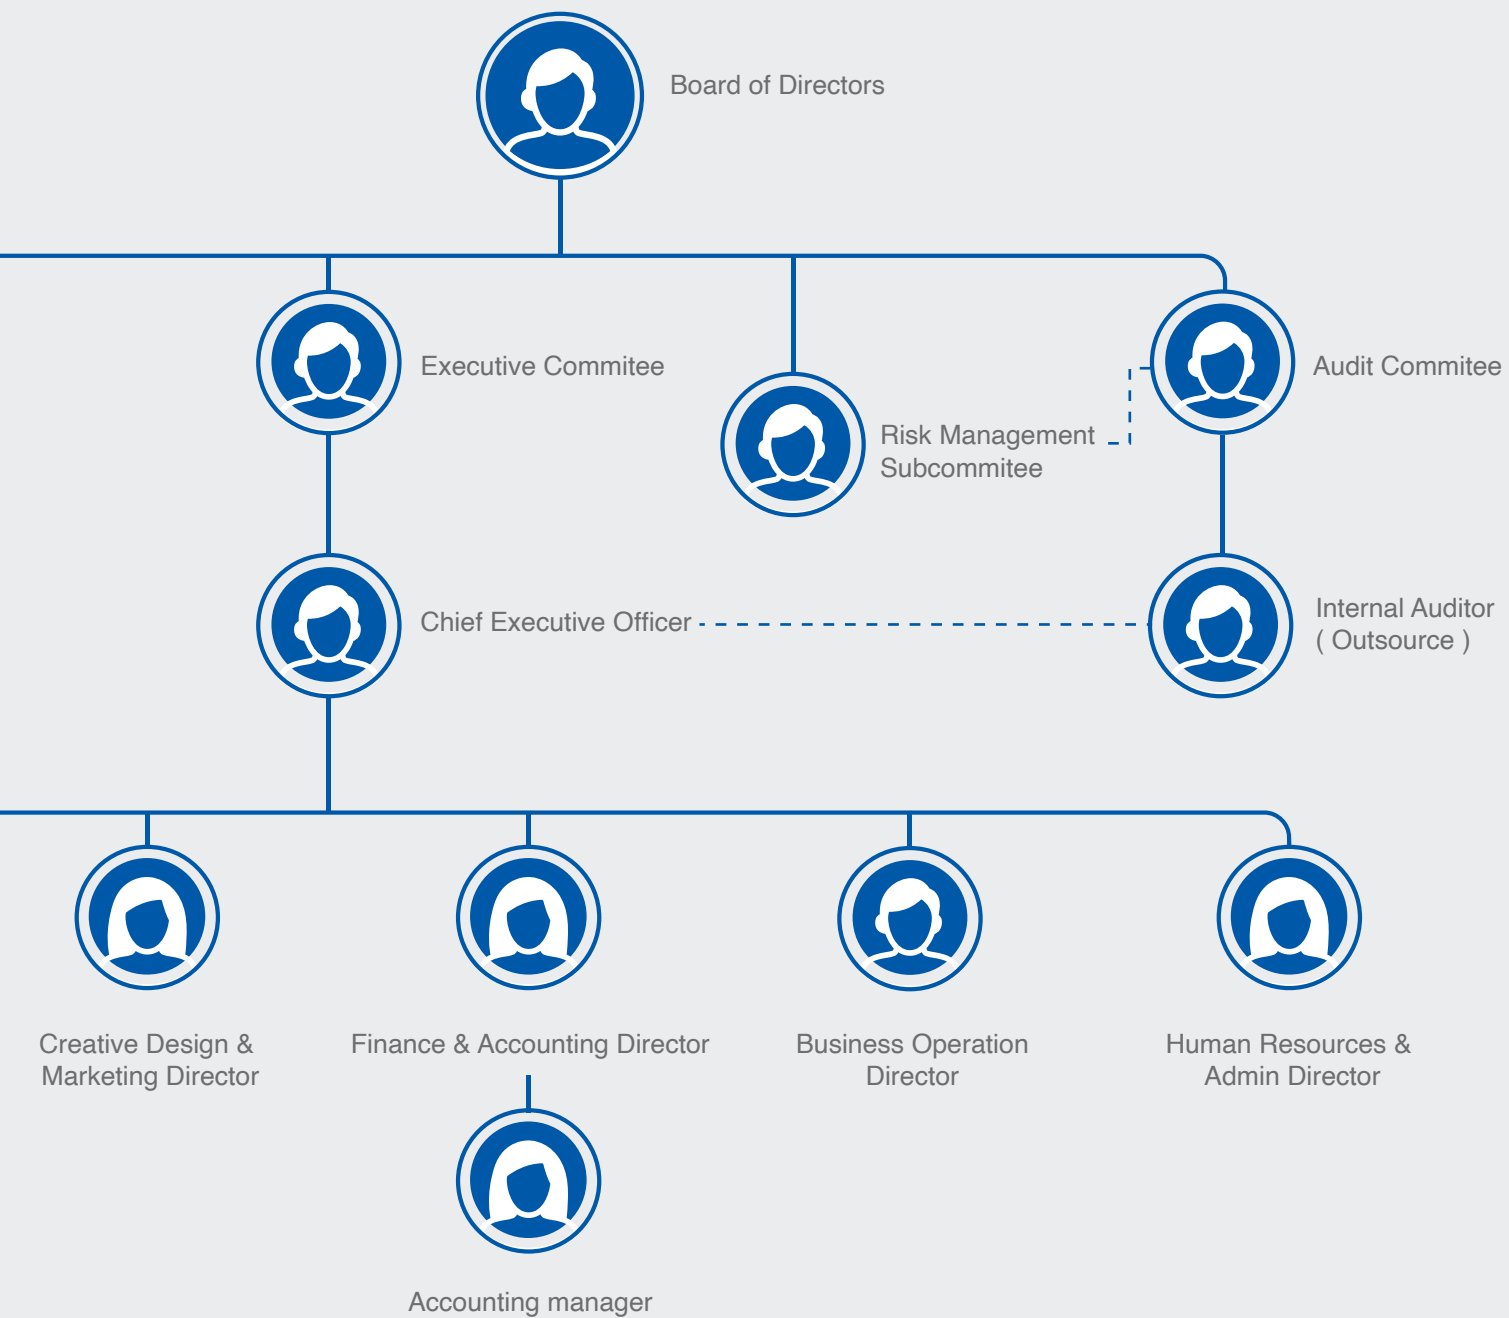 Board of Directors
Executive Commitee
Audit Commitee
Risk Management
Subcommitee
Chief Executive Officer
Internal Auditor
( Outsource )
Creative Design &
Marketing Director
Finance & Accounting Director
Business Operation
Director
Human Resources &
Admin Director
Accounting manager